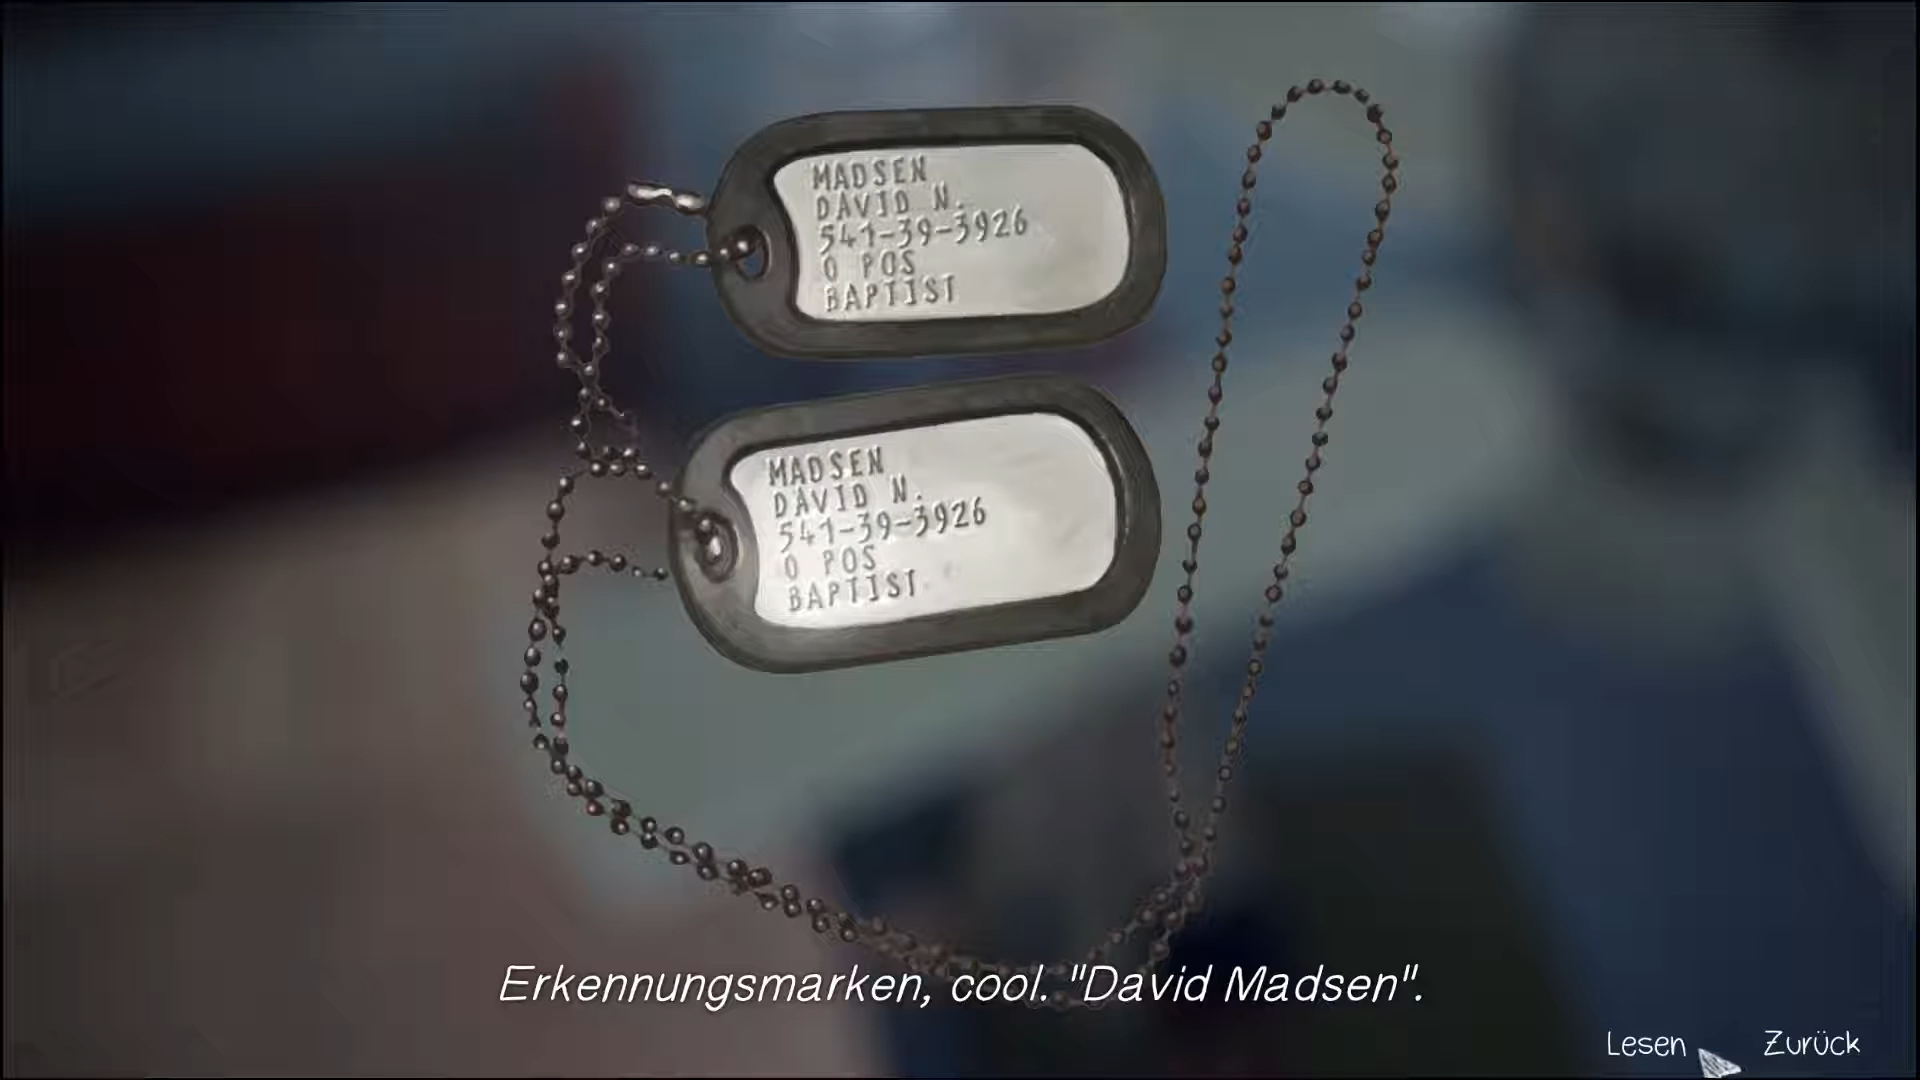 MADSEN
DAVID N.
541-39-3926
O POS
BAPTIST
MADSEN
DAVID N.
541-39-3926
O POS
BAPTIST
Erkennungsmarken, cool. "David Madsen".
Lesen
Zurück